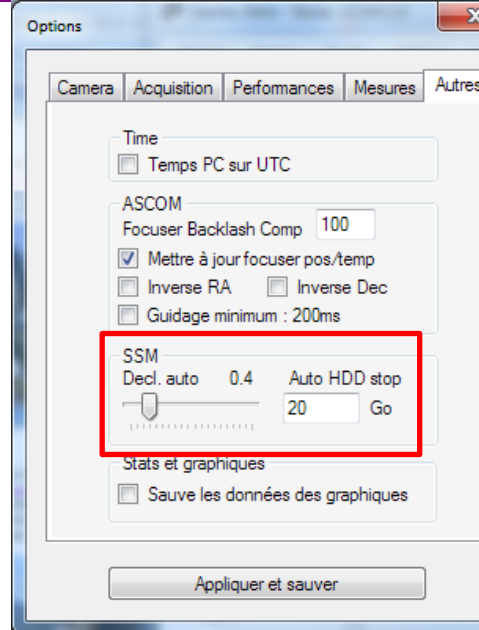 Options
Camera Acquisition Performances Mesures Autres
Time
Temps PC sur UTC
ASCOM
Focuser Backlash Comp 100
Mettre à jour focuser pos/temp
Inverse RA Inverse Dec
Guidage minimum : 200ms
SSM
Decl. auto 0.4 Auto HDD stop
20 Go
Stats et graphiques
Sauve les données des graphiques
Appliquer et sauver